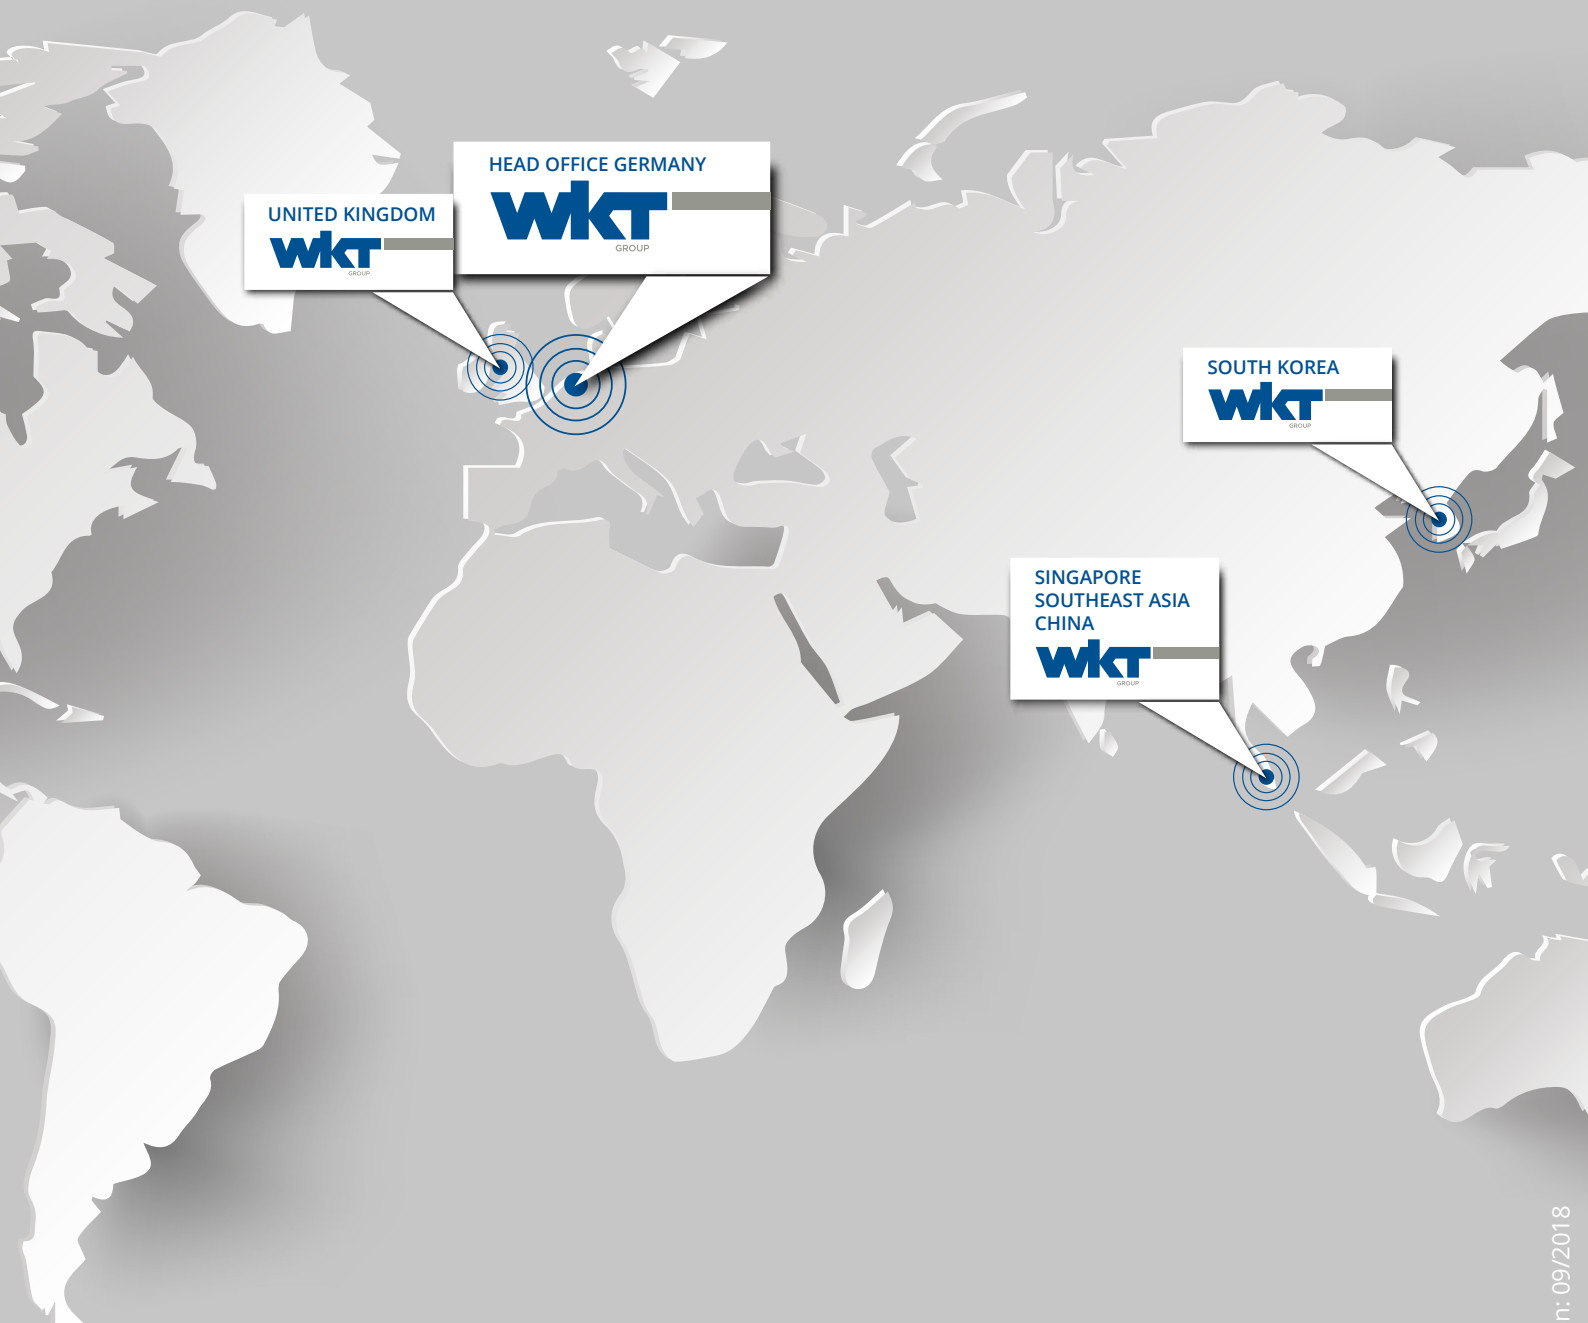 HEAD OFFICE GERMANY
WKT
GROUP
UNITED KINGDOM
WKT
GROUP
SOUTH KOREA
WKT
GROUP
SINGAPORE
SOUTHEAST ASIA
CHINA
WKT
GROUP
n: 09/2018